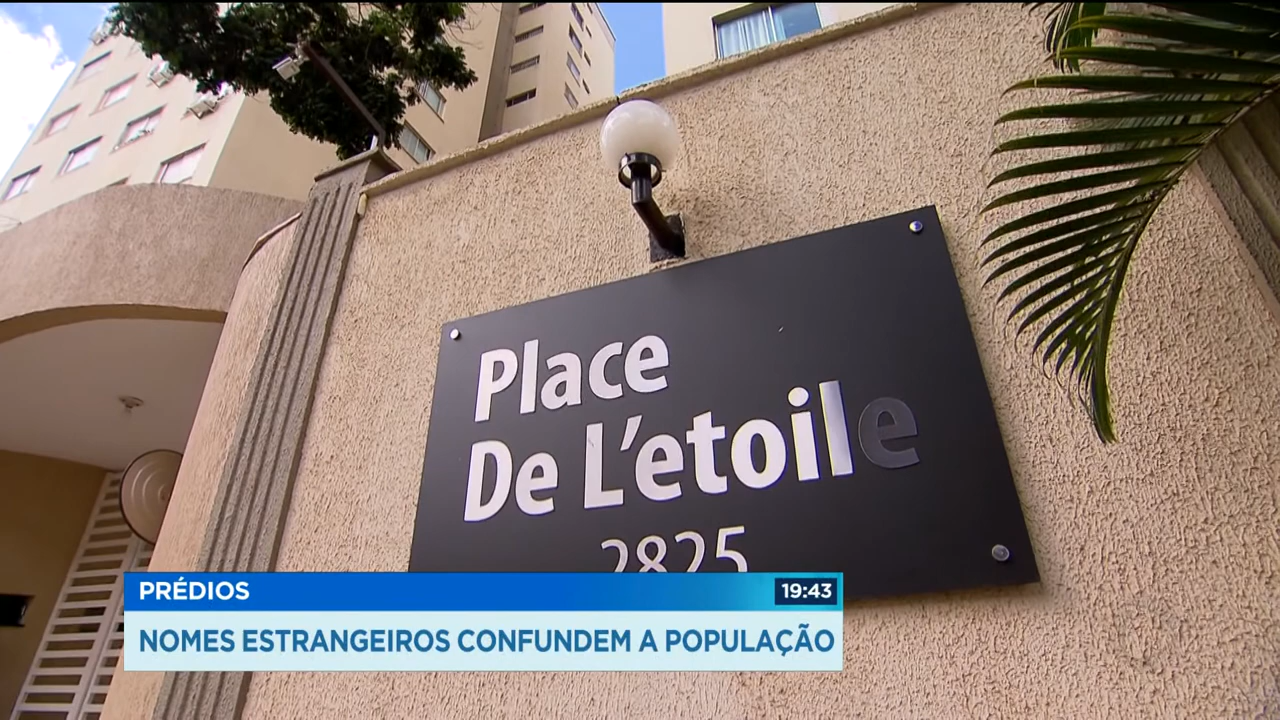 Place
De L'etoile
2825
PRÉDIOS
19:43
NOMES ESTRANGEIROS CONFUNDEM A POPULAÇÃO